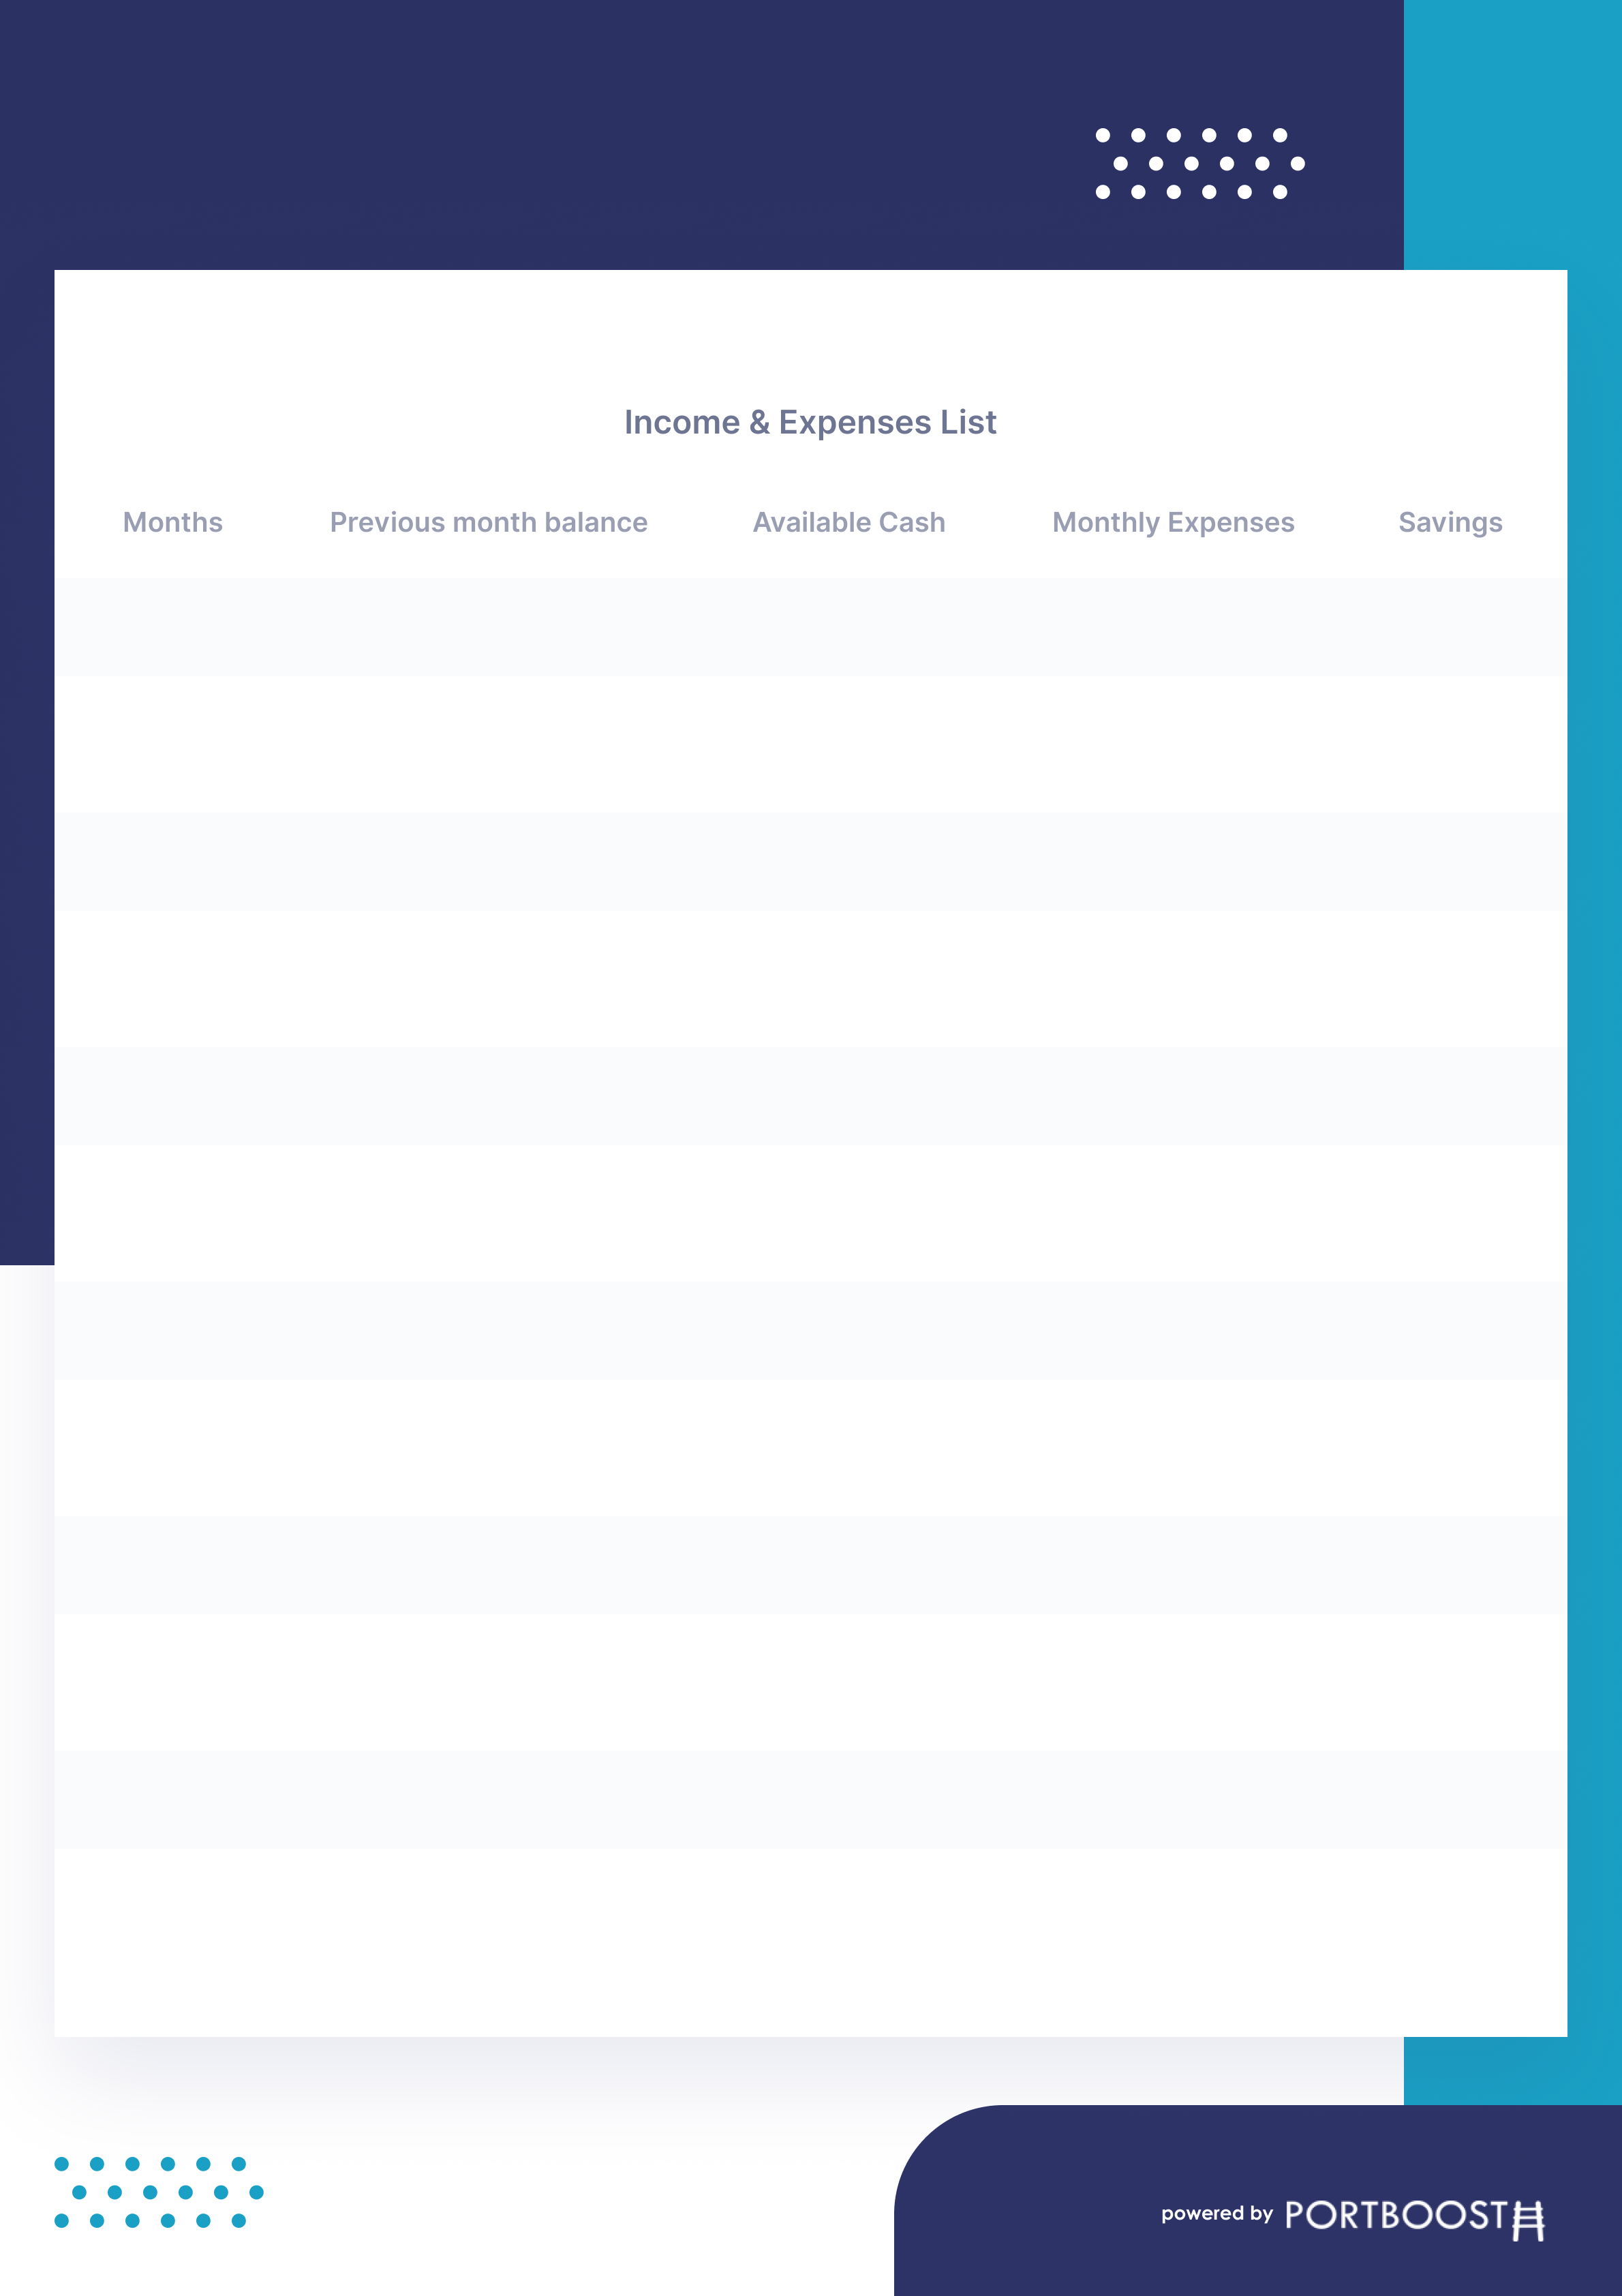 Income & Expenses List
Months Previous month balance Available Cash Monthly Expenses Savings
powered by PORTBOOST